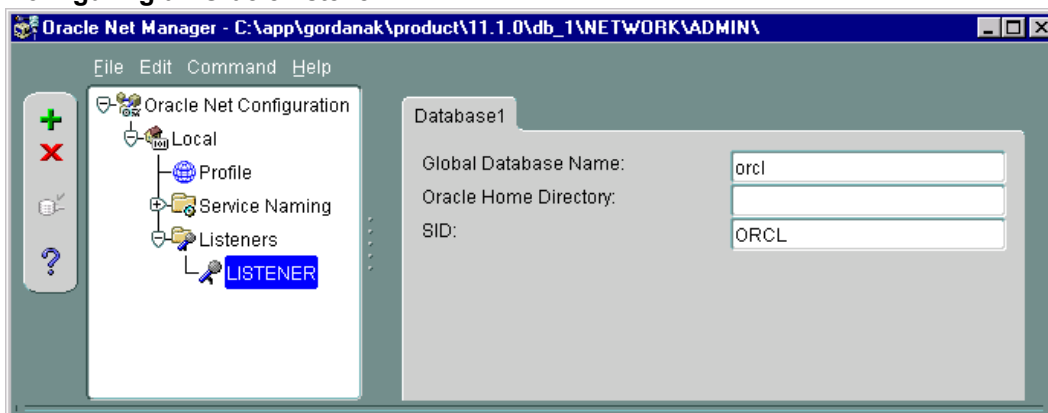 Oracle Net Manager - C:\app\gordanak\product\11.1.0\db_1\NETWORK\ADMIN\
File Edit Command Help
Oracle Net Configuration
Local
Profile
Service Naming
Listeners
LISTENER
Database1
Global Database Name: orcl
Oracle Home Directory:
SID: ORCL